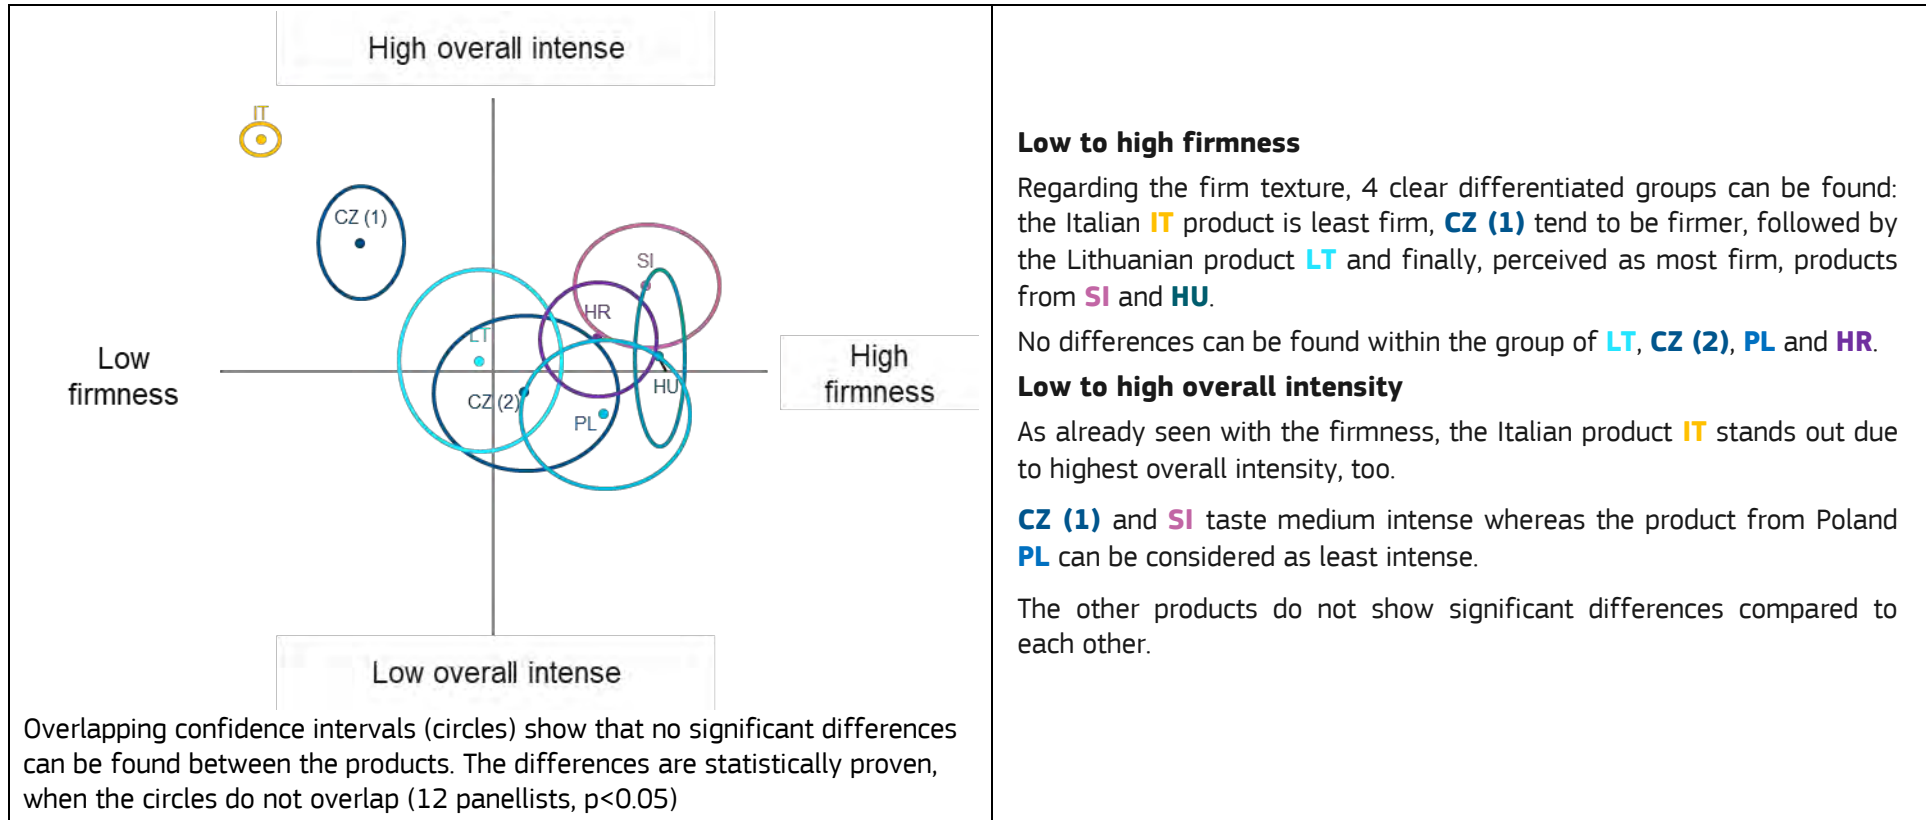 High overall intense
IT
CZ (1)
SI
HR
LT
Low
firmness
High
firmness
HU
CZ (2)
PL
Low overall intense
Overlapping confidence intervals (circles) show that no significant differences
can be found between the products. The differences are statistically proven,
when the circles do not overlap (12 panellists, p<0.05)
Low to high firmness
Regarding the firm texture, 4 clear differentiated groups can be found:
the Italian IT product is least firm, CZ (1) tend to be firmer, followed by
the Lithuanian product LT and finally, perceived as most firm, products
from SI and HU.
No differences can be found within the group of LT, CZ (2), PL and HR.
Low to high overall intensity
As already seen with the firmness, the Italian product IT stands out due
to highest overall intensity, too.
CZ (1) and SI taste medium intense whereas the product from Poland
PL can be considered as least intense.
The other products do not show significant differences compared to
each other.